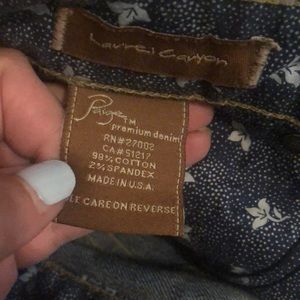 Laurel Canyon
Paige™
premium denim
RN#27002
CA#51217
98% COTTON
2% SPANDEX
MADE IN U.S.A.
CARE ON REVERSE